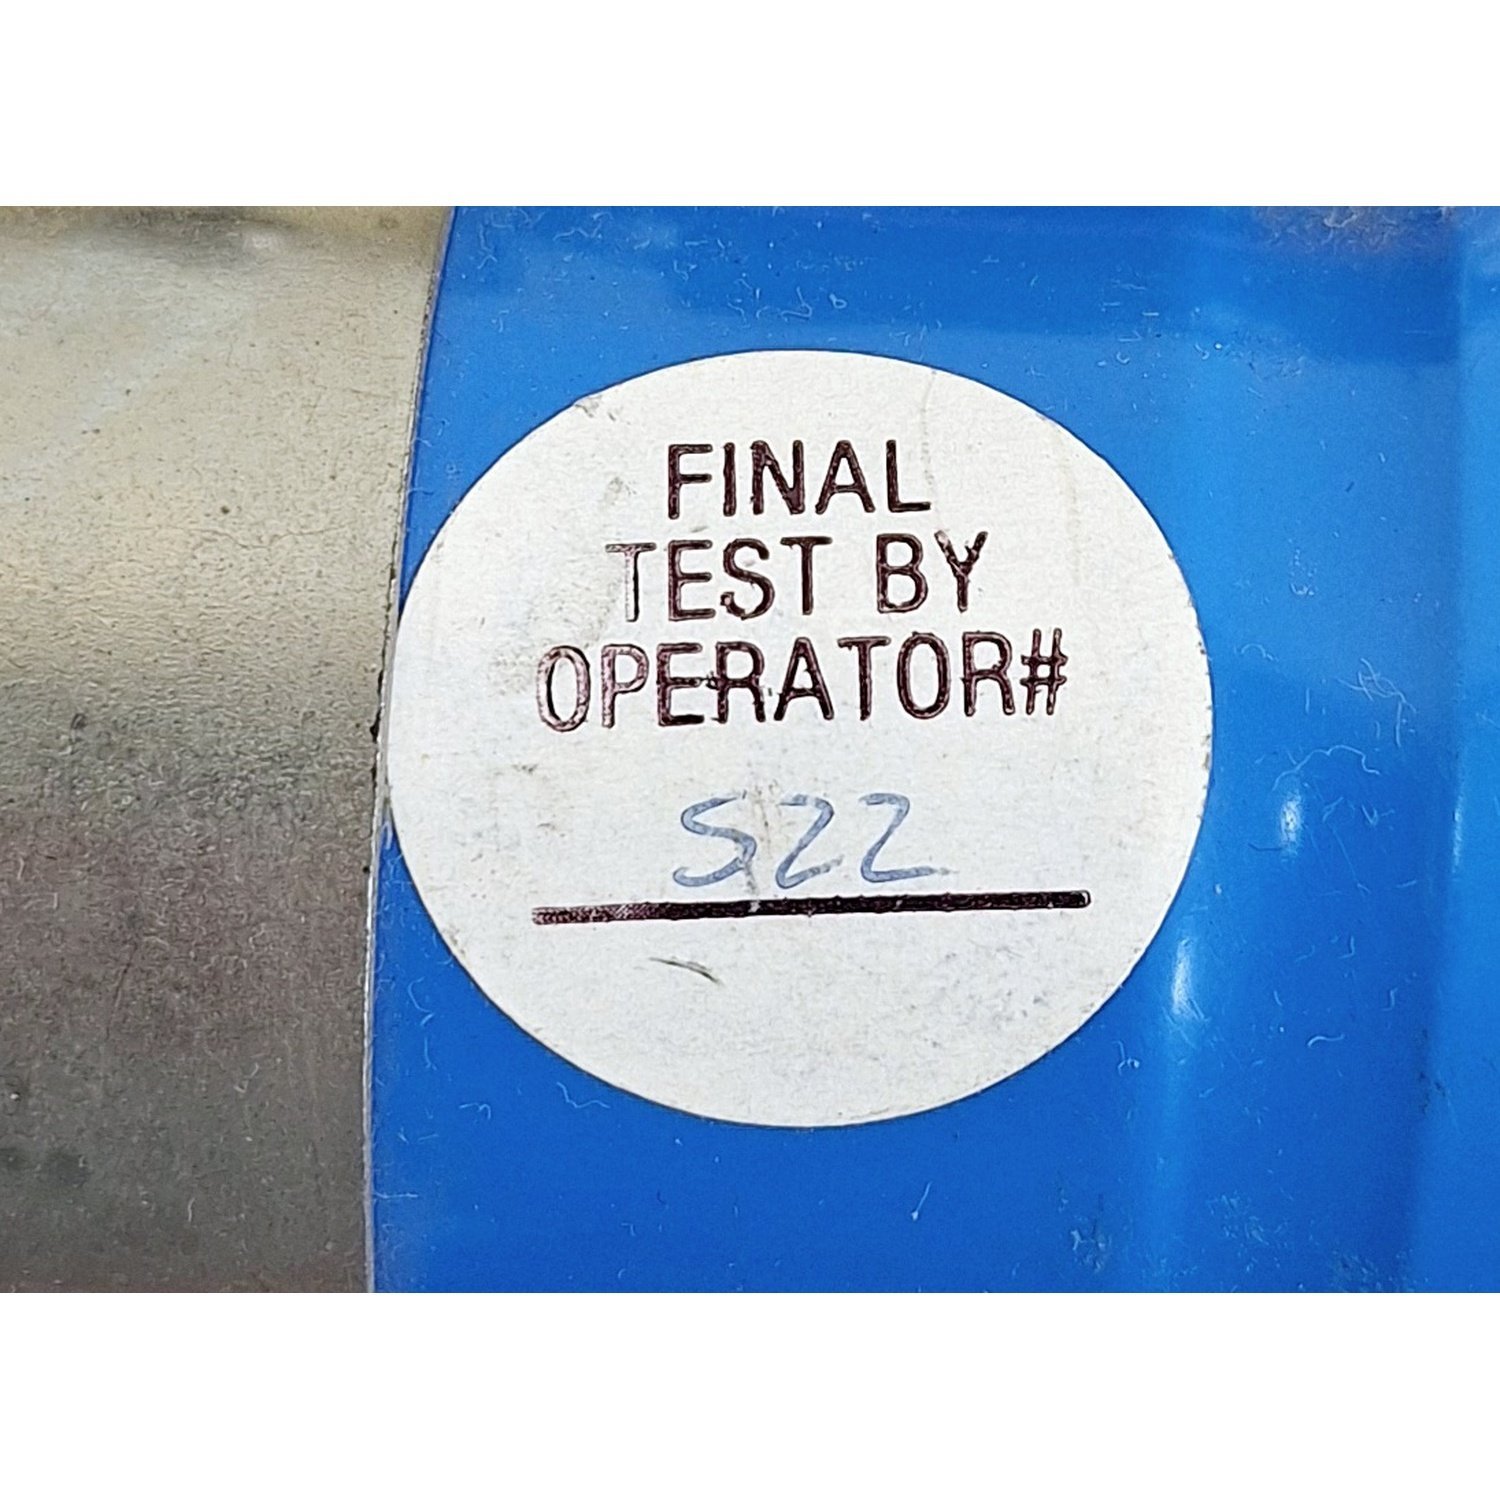 FINAL
TEST BY
OPERATOR#
522